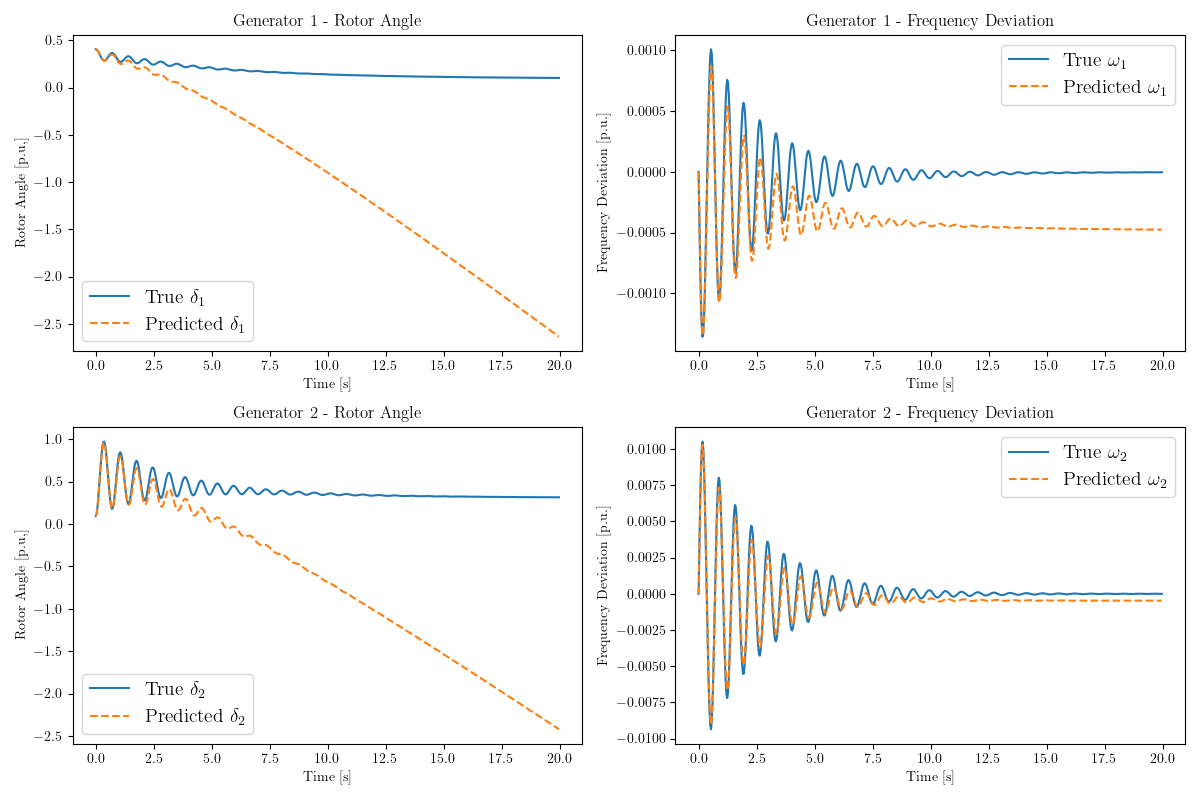 Generator 1 - Rotor Angle
Rotor Angle [p.u.]
0.5
0.0
−0.5
−1.0
−1.5
−2.0
−2.5
True δ₁
Predicted δ₁
0.0 2.5 5.0 7.5 10.0 12.5 15.0 17.5 20.0
Time [s]
Generator 1 - Frequency Deviation
Frequency Deviation [p.u.]
0.0010
0.0005
0.0000
−0.0005
−0.0010
True ω₁
Predicted ω₁
0.0 2.5 5.0 7.5 10.0 12.5 15.0 17.5 20.0
Time [s]
Generator 2 - Rotor Angle
Rotor Angle [p.u.]
1.0
0.5
0.0
−0.5
−1.0
−1.5
−2.0
−2.5
True δ₂
Predicted δ₂
0.0 2.5 5.0 7.5 10.0 12.5 15.0 17.5 20.0
Time [s]
Generator 2 - Frequency Deviation
Frequency Deviation [p.u.]
0.0100
0.0075
0.0050
0.0025
0.0000
−0.0025
−0.0050
−0.0075
−0.0100
True ω₂
Predicted ω₂
0.0 2.5 5.0 7.5 10.0 12.5 15.0 17.5 20.0
Time [s]